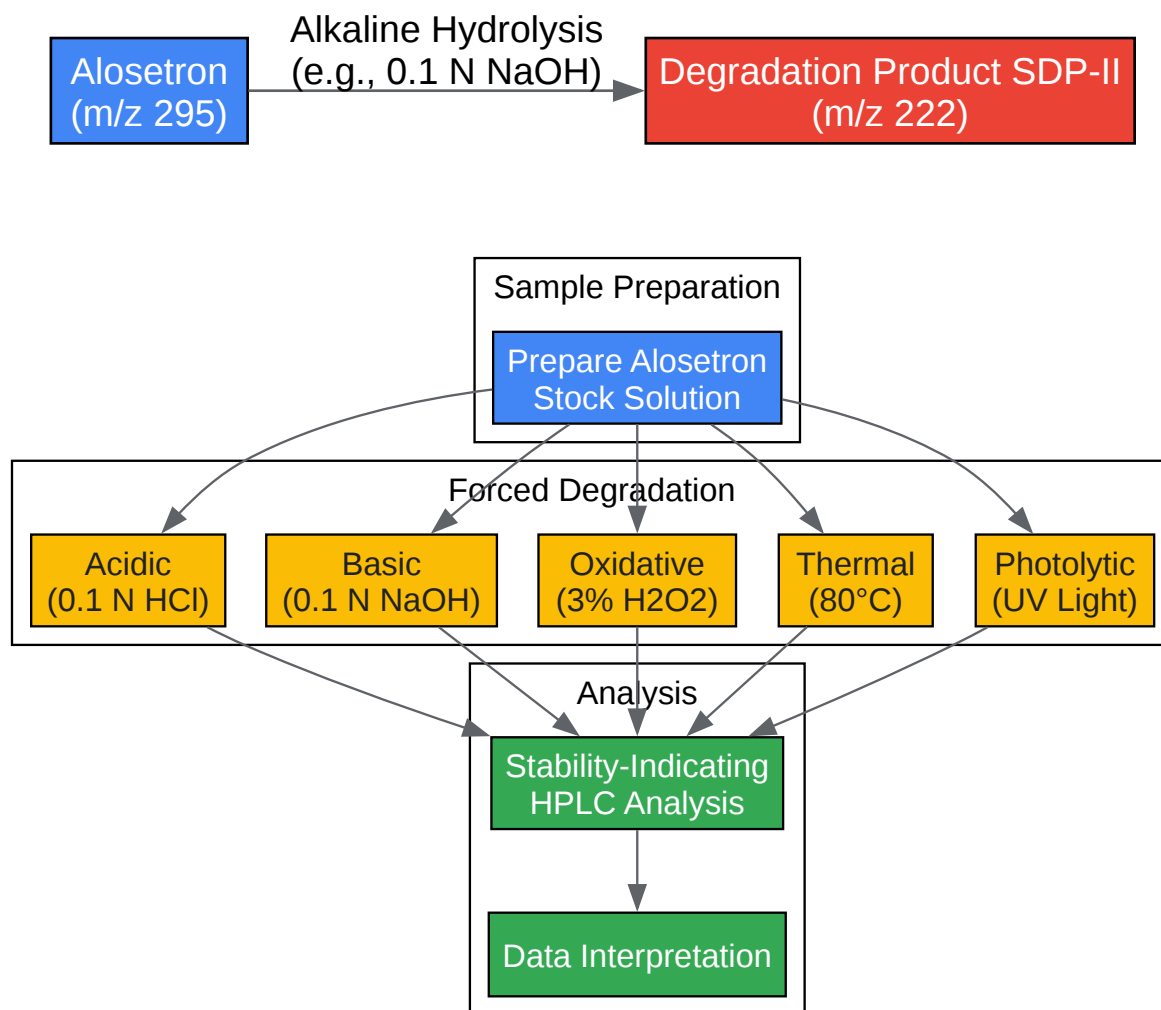 Alosetron
(m/z 295)
Alkaline Hydrolysis
(e.g., 0.1 N NaOH)
Degradation Product SDP-II
(m/z 222)
Sample Preparation
Prepare Alosetron
Stock Solution
Forced Degradation
Acidic
(0.1 N HCl)
Basic
(0.1 N NaOH)
Oxidative
(3% H2O2)
Thermal
(80°C)
Photolytic
(UV Light)
Analysis
Stability-Indicating
HPLC Analysis
Data Interpretation